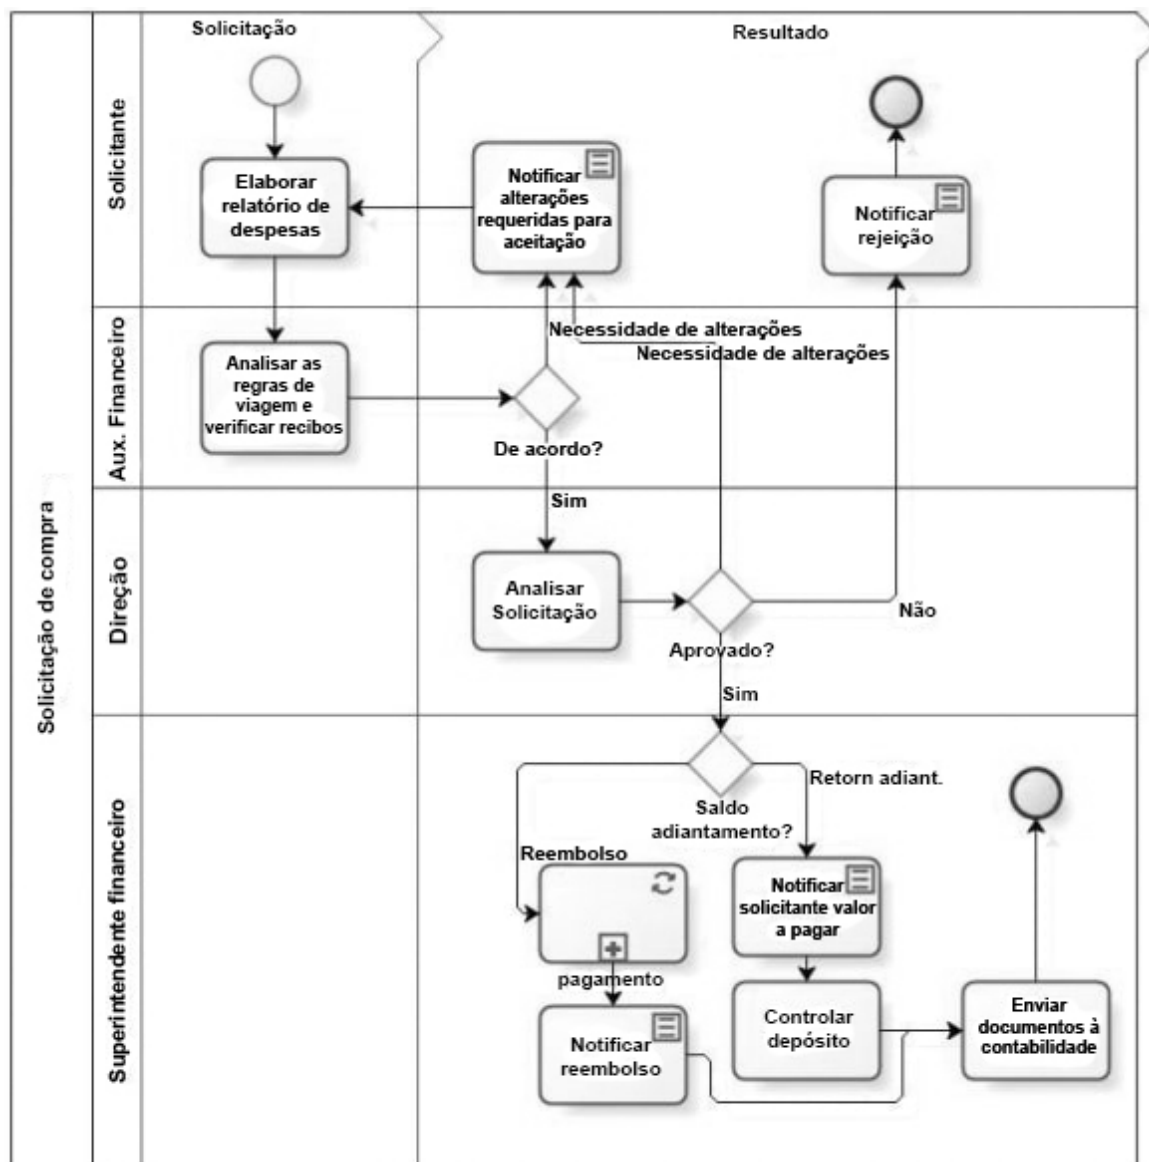 Solicitação
Resultado
Solicitação de compra
Solicitante
Elaborar
relatório de
despesas
Notificar
alterações
requeridas para
aceitação
Notificar
rejeição
Aux. Financeiro
Analisar as
regras de
viagem e
verificar recibos
Necessidade de alterações
Necessidade de alterações
De acordo?
Sim
Direção
Analisar
Solicitação
Aprovado?
Não
Sim
Superintendente financeiro
Saldo
adiantamento?
Retorn adiant.
Reembolso
pagamento
Notificar
solicitante valor
a pagar
Notificar
reembolso
Controlar
depósito
Enviar
documentos à
contabilidade